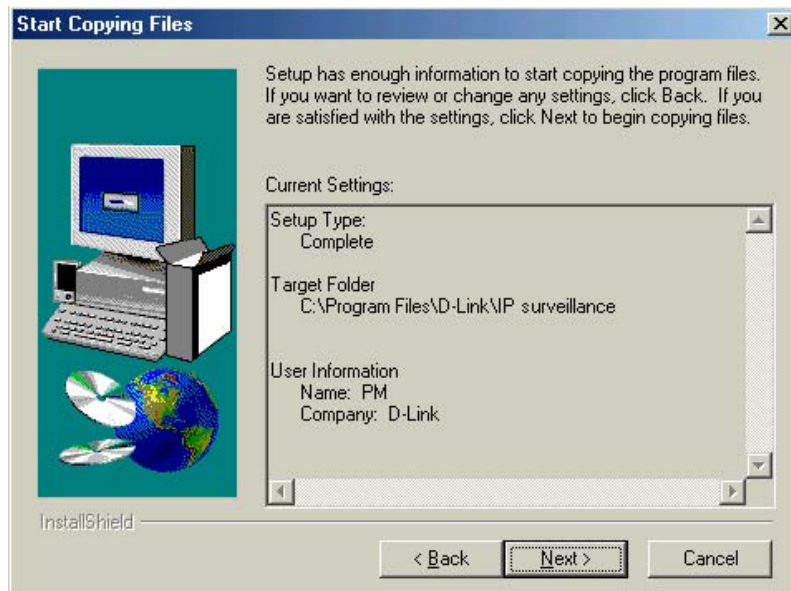 Start Copying Files
Setup has enough information to start copying the program files.
If you want to review or change any settings, click Back. If you
are satisfied with the settings, click Next to begin copying files.
Current Settings:
Setup Type:
Complete
Target Folder
C:\Program Files\D-Link\IP surveillance
User Information
Name: PM
Company: D-Link
InstallShield
< Back
Next >
Cancel